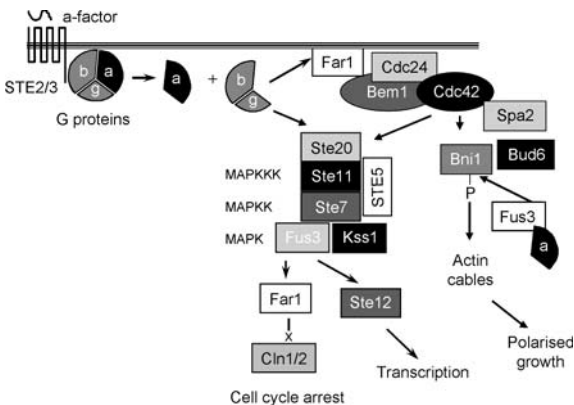 a-factor
STE2/3
b
a
g
G proteins
a
+
b
g
Far1
Cdc24
Bem1
Cdc42
Spa2
Ste20
MAPKKK
Ste11
STE5
MAPKK
Ste7
MAPK
Fus3
Kss1
Bni1
Bud6
P
Fus3
a
Far1
x
Cln1/2
Cell cycle arrest
Ste12
Transcription
Actin
cables
Polarised
growth